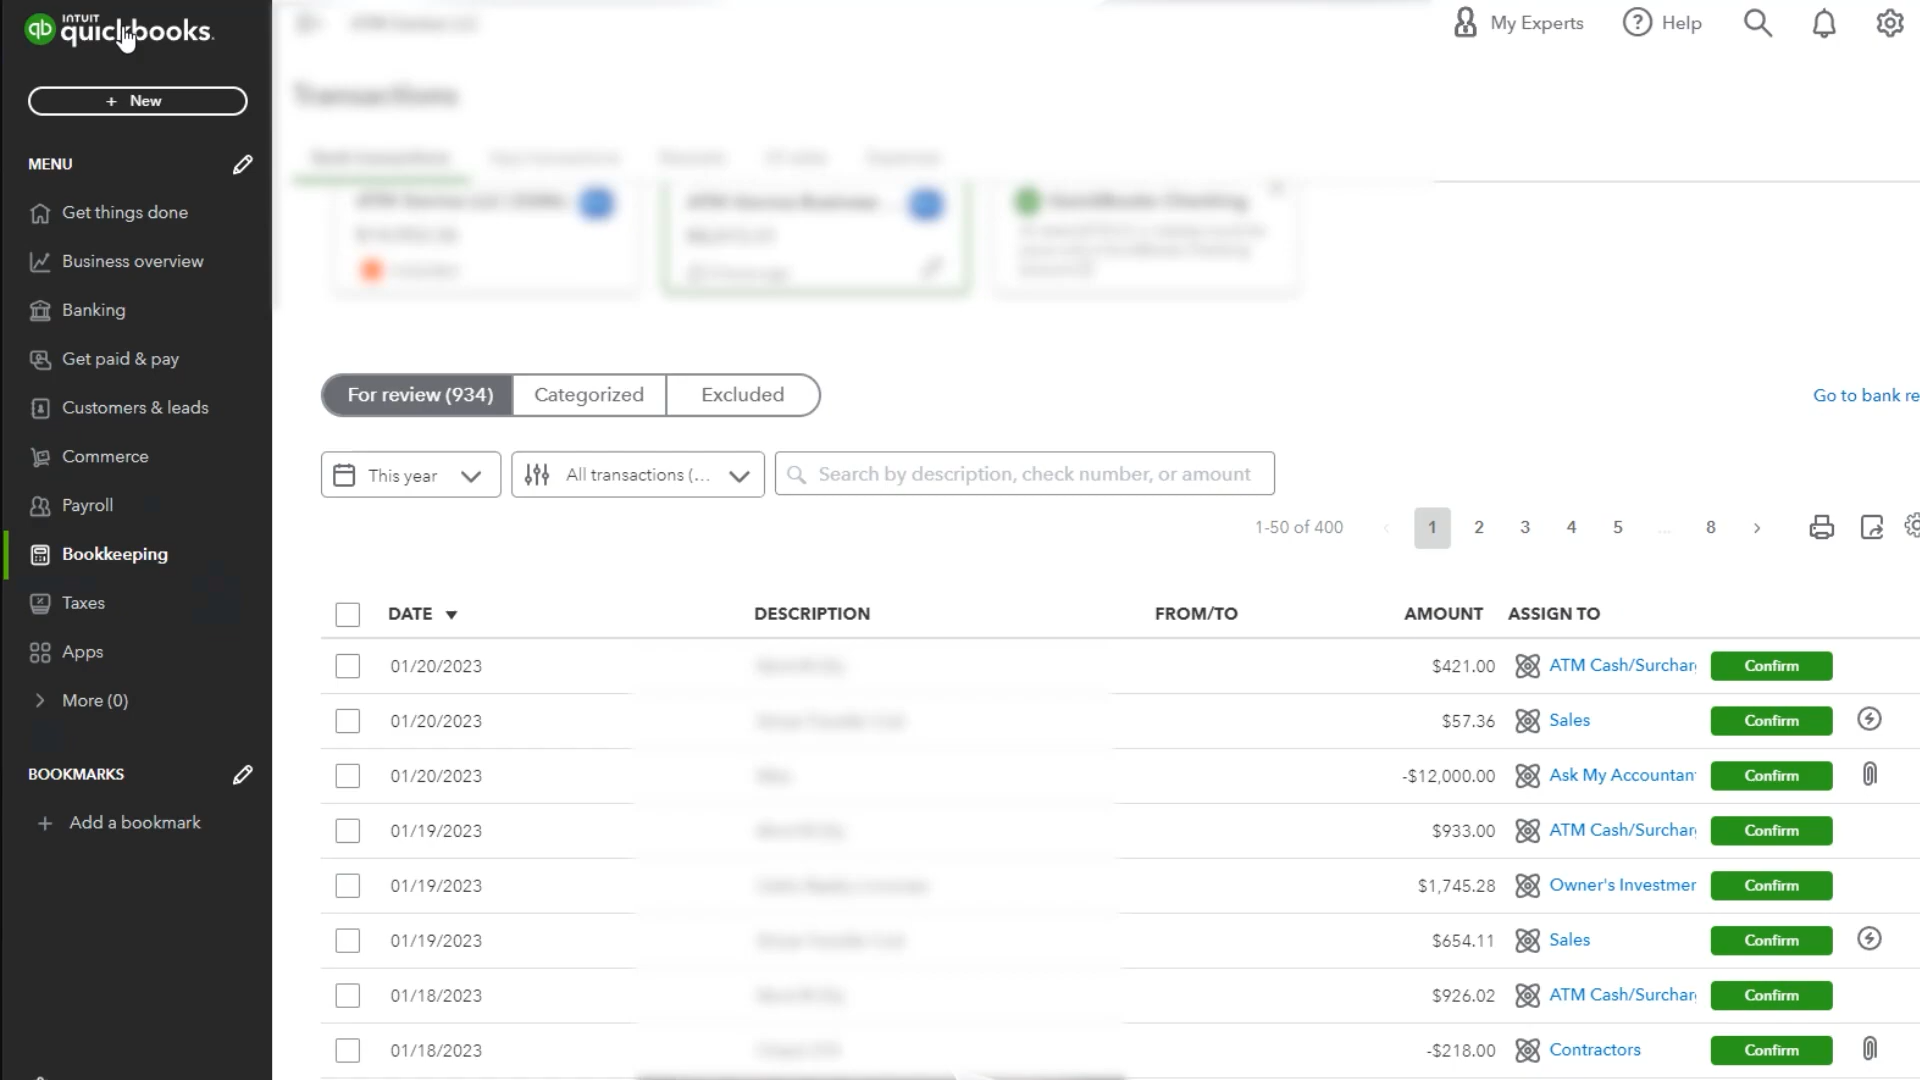 INTUIT
quickbooks.
My Experts
Help
+ New
MENU
Get things done
Business overview
Banking
Get paid & pay
Customers & leads
Commerce
Payroll
Bookkeeping
Taxes
Apps
More (0)
BOOKMARKS
+ Add a bookmark
Transactions
For review (934) Categorized Excluded
Go to bank re
This year All transactions (... Search by description, check number, or amount
1-50 of 400 1 2 3 4 5 ... 8
DATE DESCRIPTION FROM/TO AMOUNT ASSIGN TO
01/20/2023 $421.00 ATM Cash/Surchar Confirm
01/20/2023 $57.36 Sales Confirm
01/20/2023 -$12,000.00 Ask My Accountan Confirm
01/19/2023 $933.00 ATM Cash/Surchar Confirm
01/19/2023 $1,745.28 Owner's Investmen Confirm
01/19/2023 $654.11 Sales Confirm
01/18/2023 $926.02 ATM Cash/Surchar Confirm
01/18/2023 -$218.00 Contractors Confirm